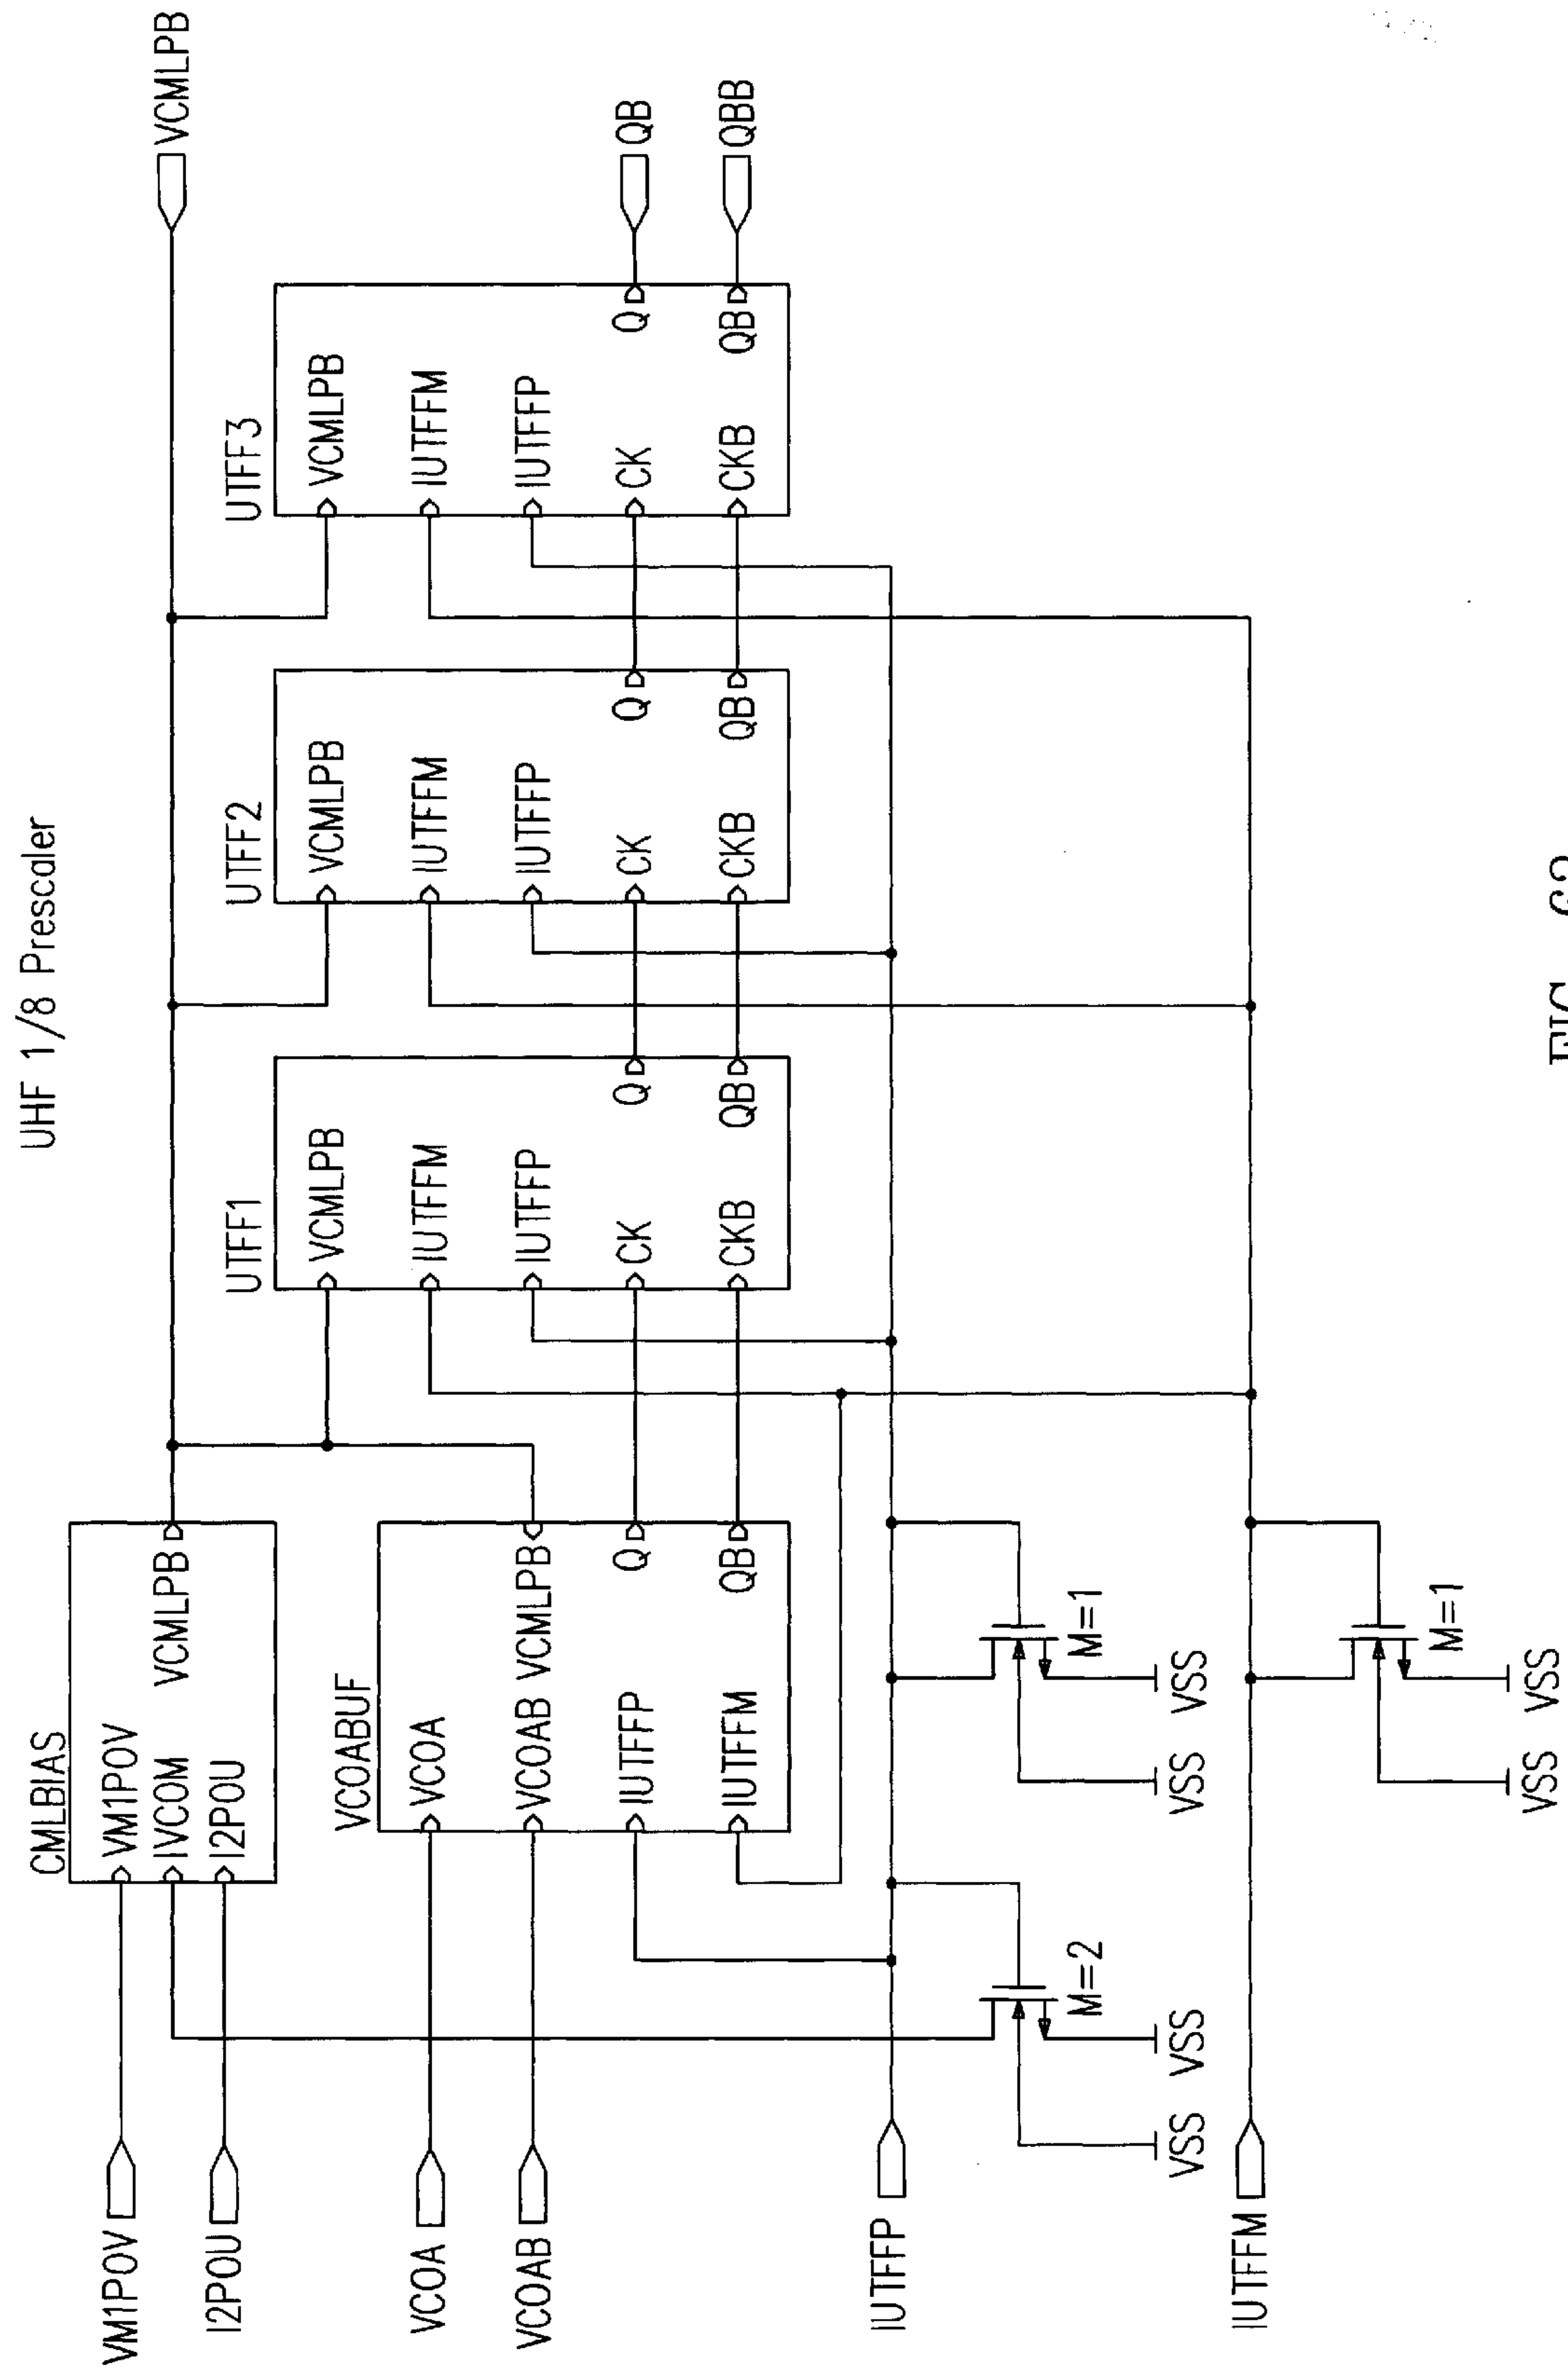 UHF 1/8 Prescaler
VCMLPB
CMLBIAS
VM1POV
VM1POV
IVCOM
VCMLPB
I2POU
I2POU
UTFF1
VCMLPB
IUTFFM
IUTFFP
CK
Q
CKB
QB
UTFF2
VCMLPB
IUTFFM
IUTFFP
CK
Q
CKB
QB
UTFF3
VCMLPB
IUTFFM
IUTFFP
CK
Q
CKB
QB
QB
QBB
VCOABUF
VCOA
VCOA
VCOAB
VCOAB VCMLPB
IUTFFP
Q
IUTFFM
QB
IUTFFP
M=2
M=1
VSS
VSS
VSS
VSS
IUTFFM
M=1
VSS
VSS